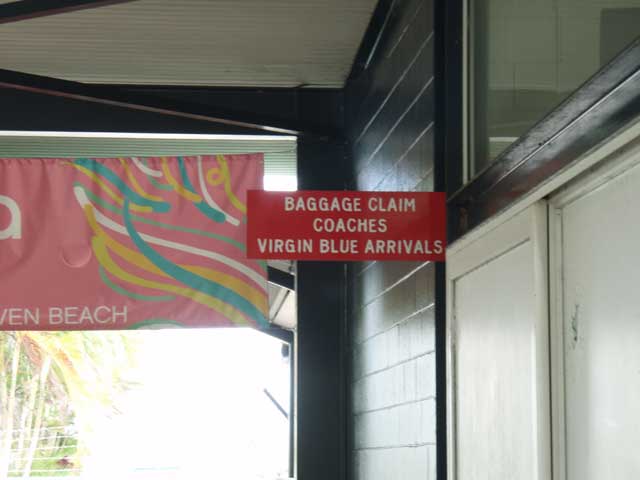 a
VEN BEACH
BAGGAGE CLAIM
COACHES
VIRGIN BLUE ARRIVALS